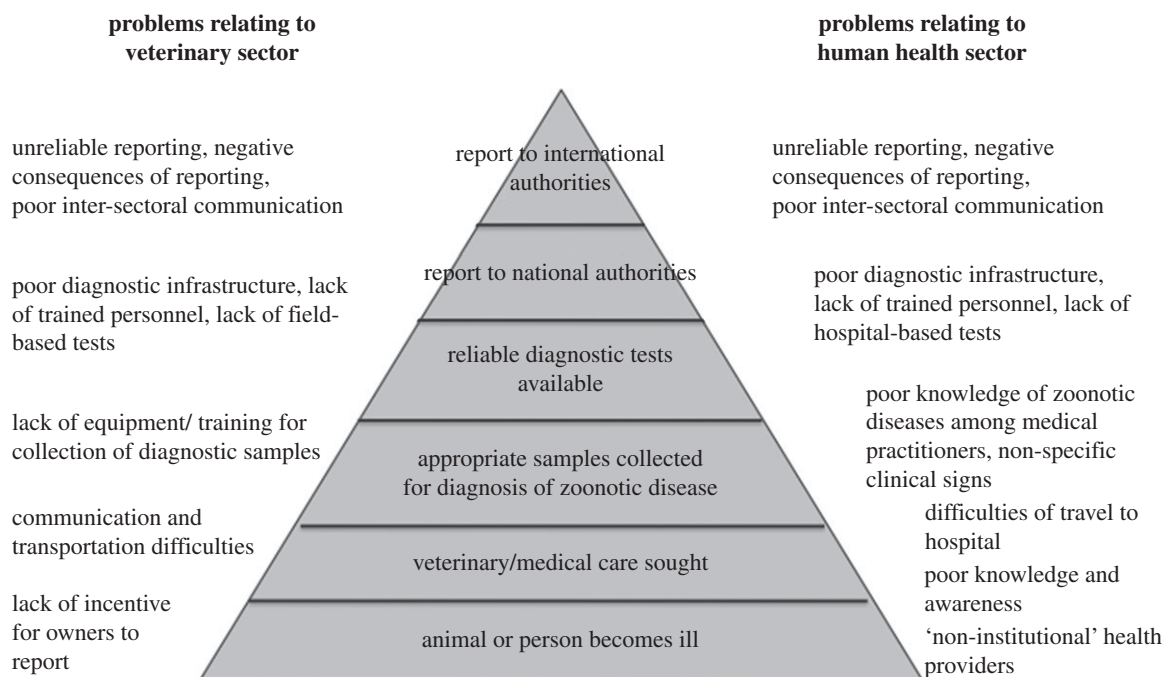 problems relating to
veterinary sector
problems relating to
human health sector
unreliable reporting, negative
consequences of reporting,
poor inter-sectoral communication
report to international
authorities
unreliable reporting, negative
consequences of reporting,
poor inter-sectoral communication
poor diagnostic infrastructure, lack
of trained personnel, lack of field-
based tests
report to national authorities
poor diagnostic infrastructure,
lack of trained personnel, lack of
hospital-based tests
reliable diagnostic tests
available
lack of equipment/ training for
collection of diagnostic samples
appropriate samples collected
for diagnosis of zoonotic disease
poor knowledge of zoonotic
diseases among medical
practitioners, non-specific
clinical signs
communication and
transportation difficulties
veterinary/medical care sought
difficulties of travel to
hospital
poor knowledge and
awareness
lack of incentive
for owners to
report
animal or person becomes ill
‘non-institutional’ health
providers